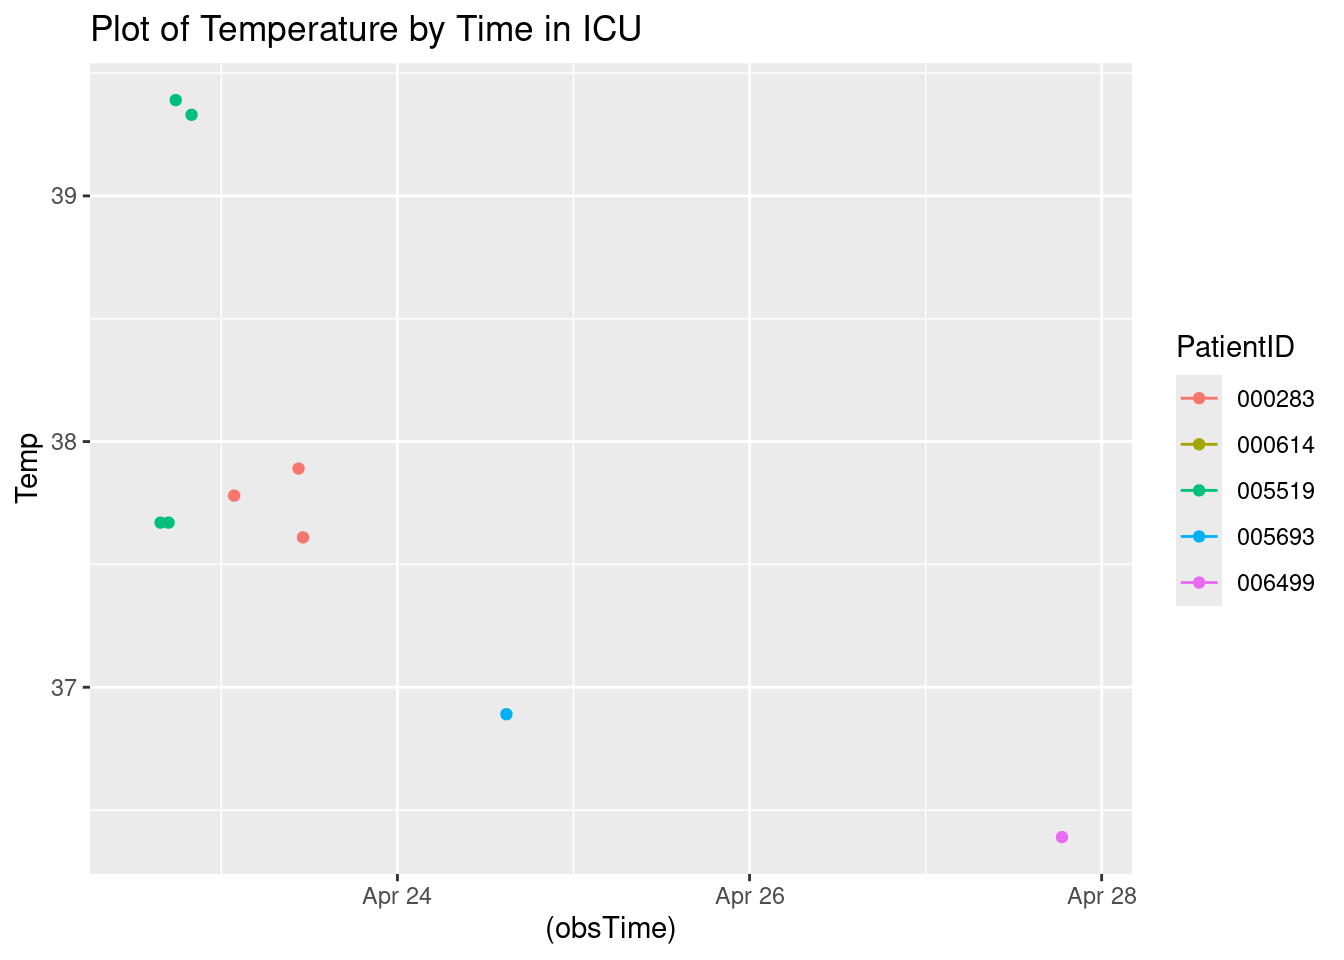 Plot of Temperature by Time in ICU
39
38
37
Temp
Apr 24
Apr 26
Apr 28
(obsTime)
PatientID
000283
000614
005519
005693
006499